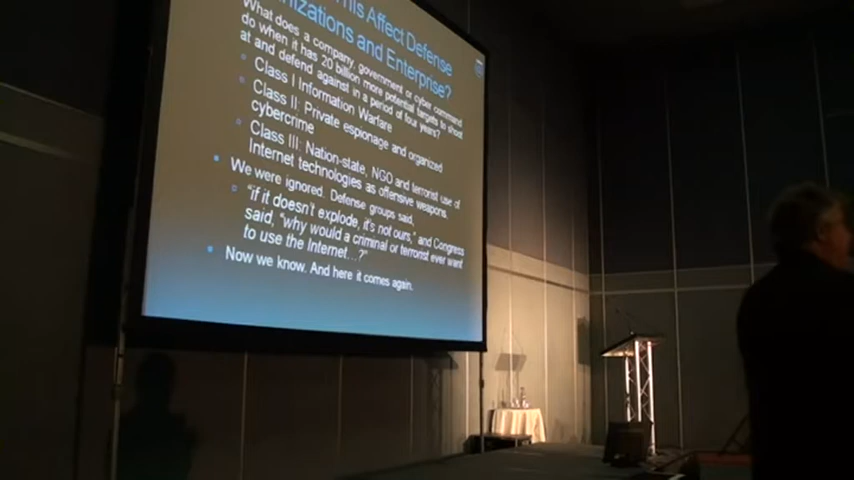 This Affect Defense
nizations and Enterprise?
What does a company, government or cyber command
do when it has 20 billion more potential targets to shoot
at and defend against in a period of four years?
Class I Information Warfare
Class II: Private espionage and organized
cybercrime
Class III: Nation-state, NGO and terrorist use of
Internet technologies as offensive weapons.
We were ignored. Defense groups said,
"if it doesn't explode, it's not ours," and Congress
said, "why would a criminal or terrorist ever want
to use the Internet…?"
Now we know. And here it comes again.